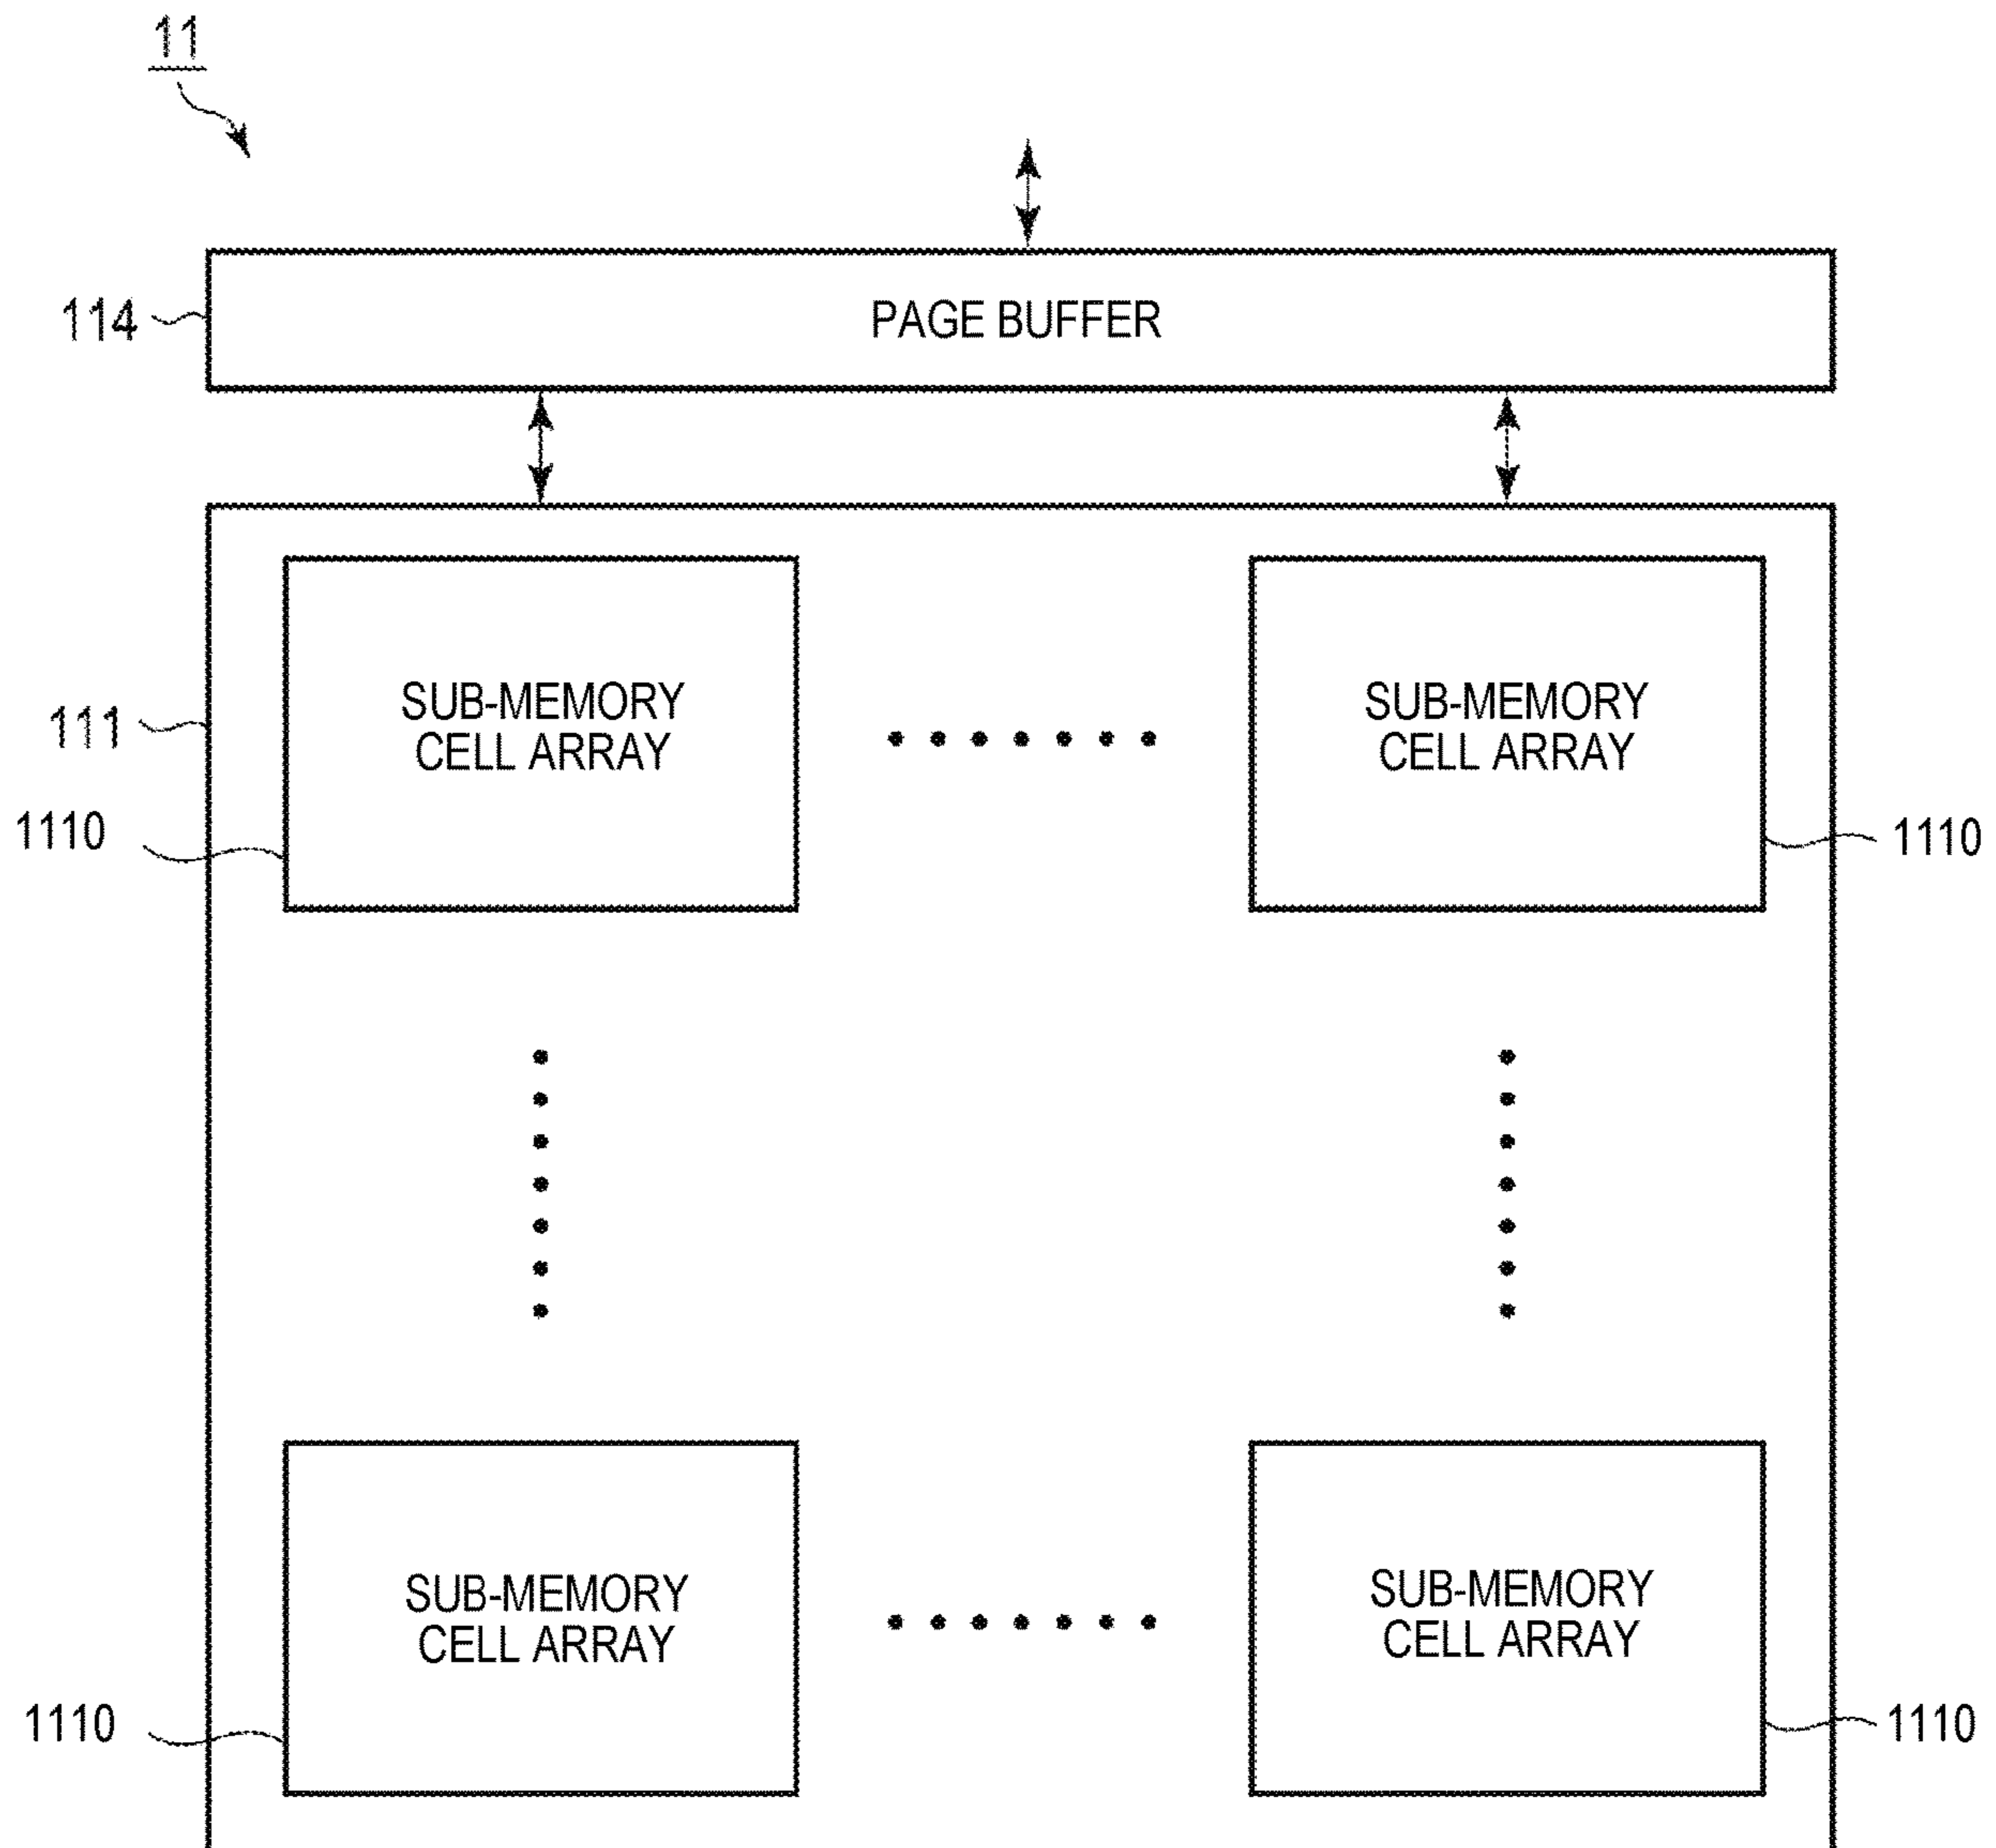 11
114
PAGE BUFFER
111
SUB-MEMORY
CELL ARRAY
SUB-MEMORY
CELL ARRAY
1110
1110
SUB-MEMORY
CELL ARRAY
SUB-MEMORY
CELL ARRAY
1110
1110